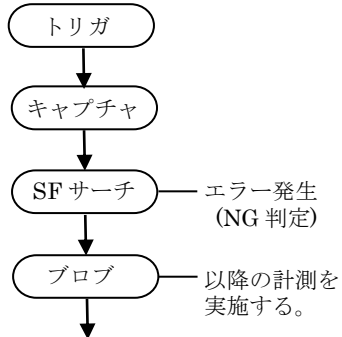 トリガ
キャプチャ
SF サーチ
エラー発生
(NG 判定)
ブロブ
以降の計測を
実施する。